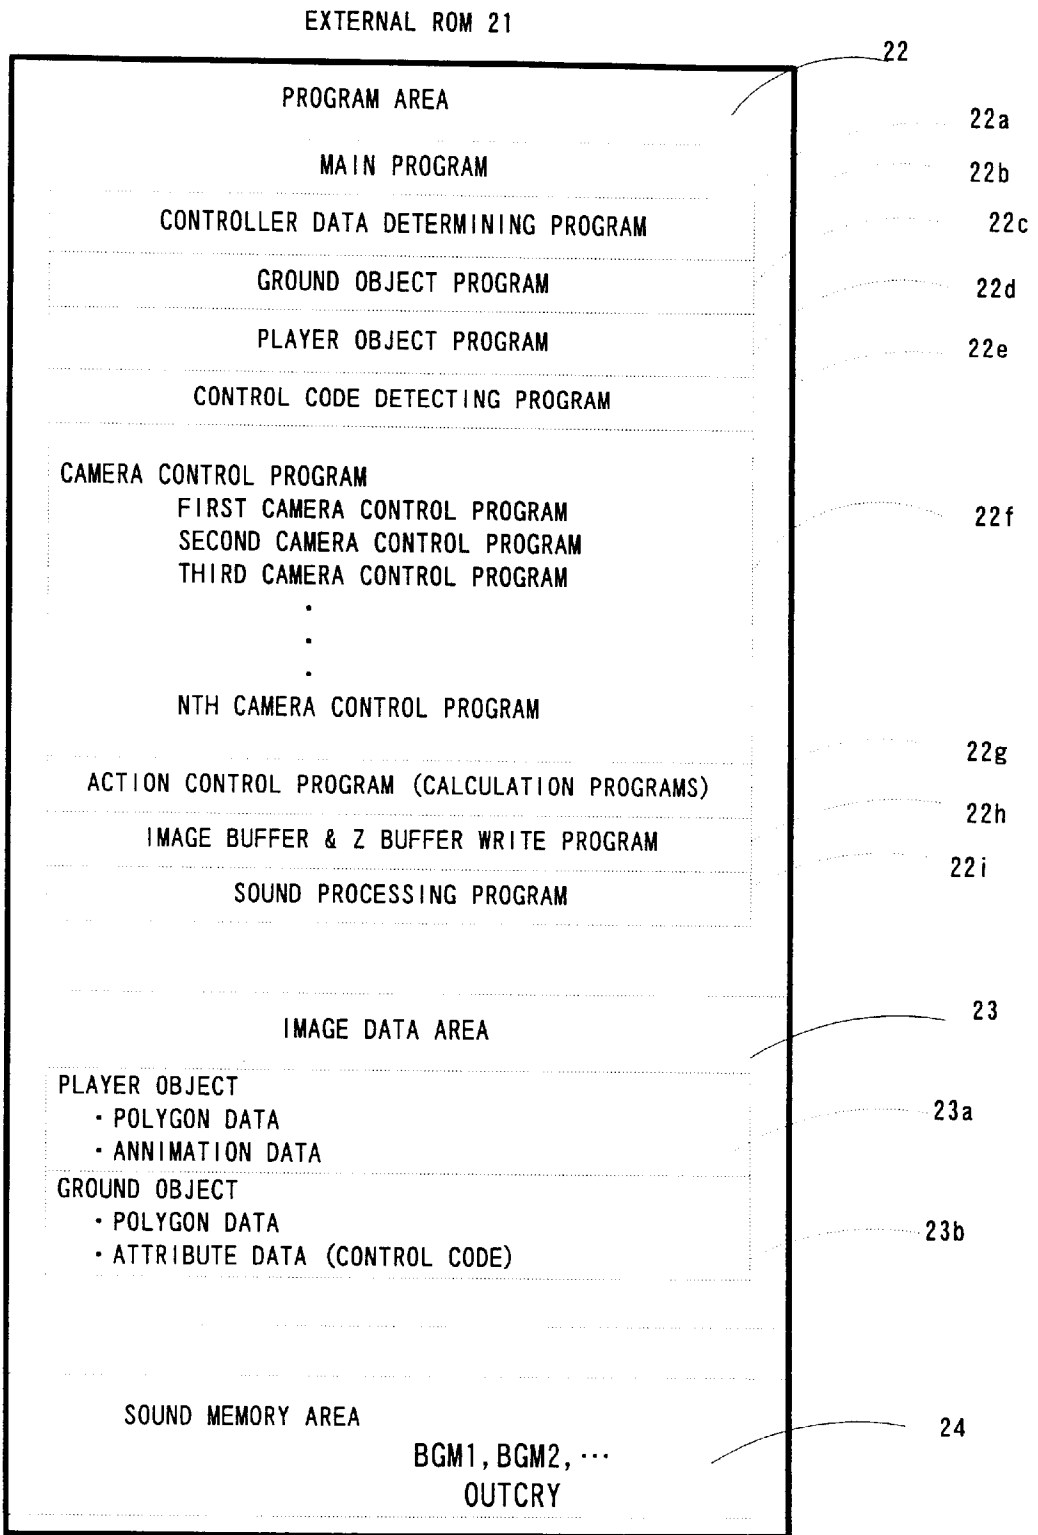 EXTERNAL ROM 21
22
PROGRAM AREA
22a
MAIN PROGRAM
22b
CONTROLLER DATA DETERMINING PROGRAM
22c
GROUND OBJECT PROGRAM
22d
PLAYER OBJECT PROGRAM
22e
CONTROL CODE DETECTING PROGRAM
CAMERA CONTROL PROGRAM
FIRST CAMERA CONTROL PROGRAM
22f
SECOND CAMERA CONTROL PROGRAM
THIRD CAMERA CONTROL PROGRAM
·
·
·
NTH CAMERA CONTROL PROGRAM
22g
ACTION CONTROL PROGRAM (CALCULATION PROGRAMS)
22h
IMAGE BUFFER & Z BUFFER WRITE PROGRAM
22i
SOUND PROCESSING PROGRAM
23
IMAGE DATA AREA
PLAYER OBJECT
· POLYGON DATA
23a
· ANNIMATION DATA
GROUND OBJECT
· POLYGON DATA
23b
· ATTRIBUTE DATA (CONTROL CODE)
SOUND MEMORY AREA
24
BGM1, BGM2, ···
OUTCRY